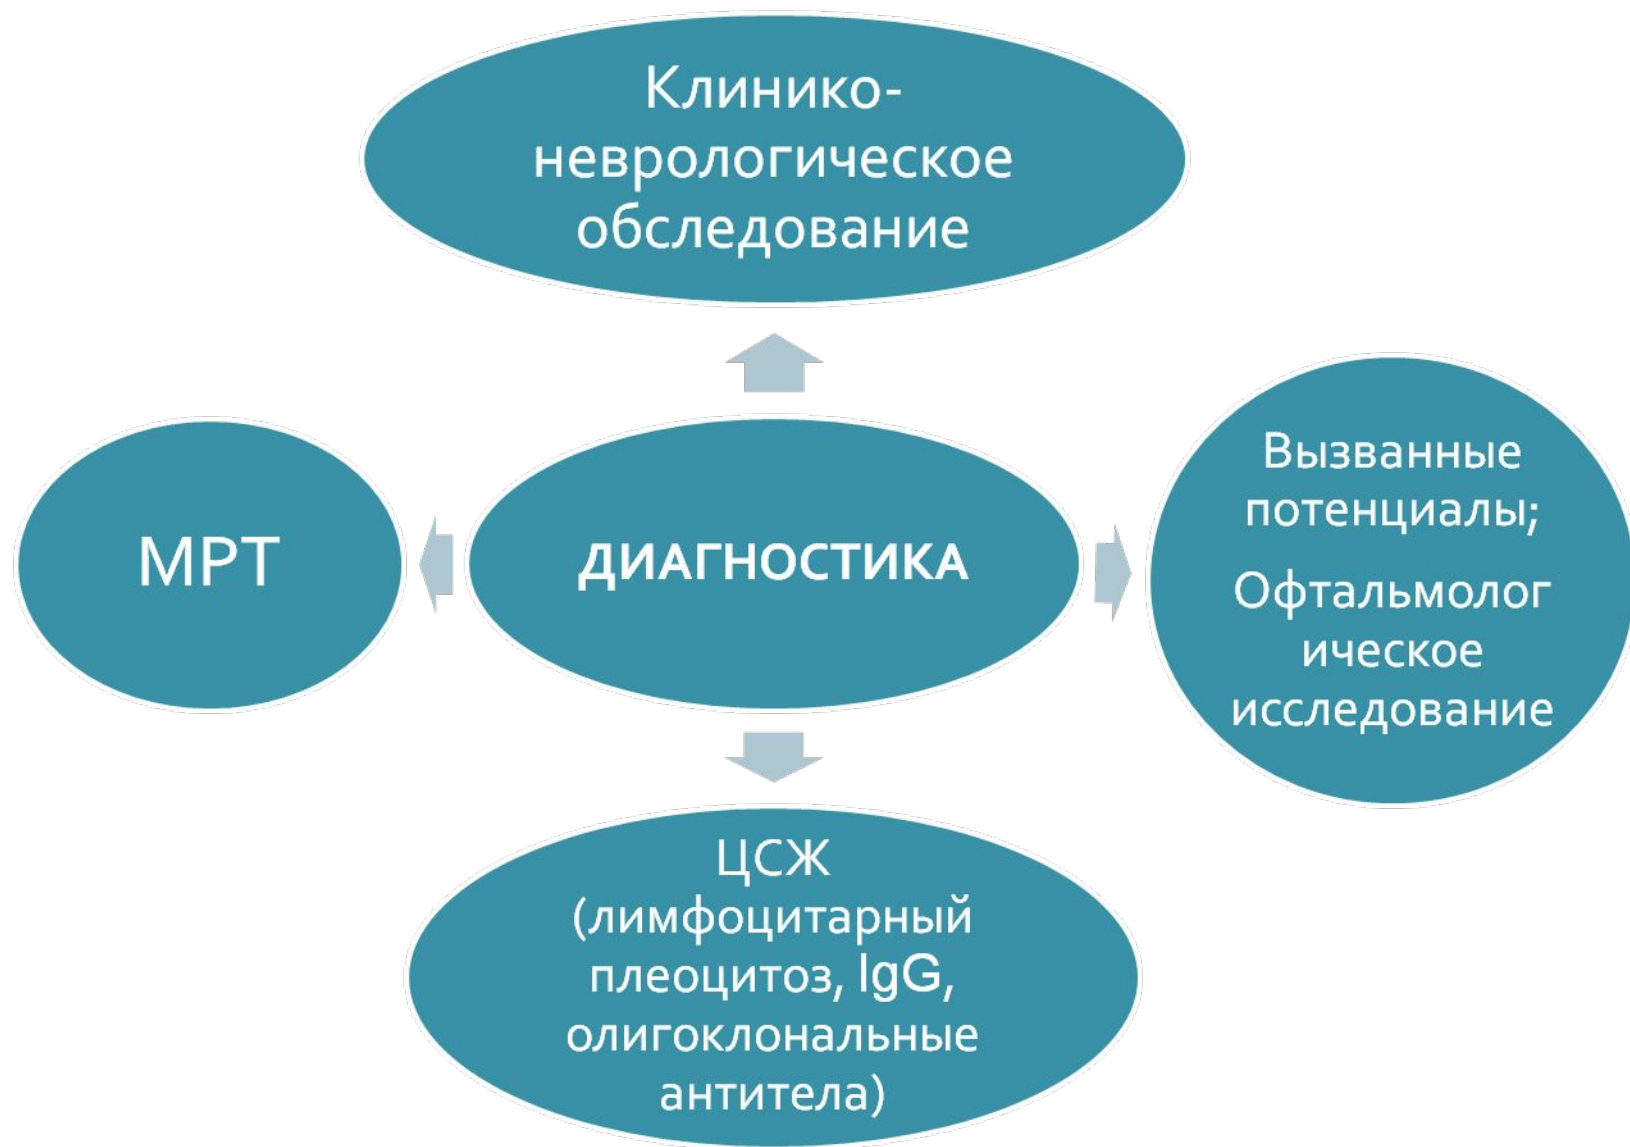 Клинико-
неврологическое
обследование
МРТ
ДИАГНОСТИКА
Вызванные
потенциалы;
Офтальмолог
ическое
исследование
ЦСЖ
(лимфоцитарный
плеоцитоз, IgG,
олигоклональные
антитела)